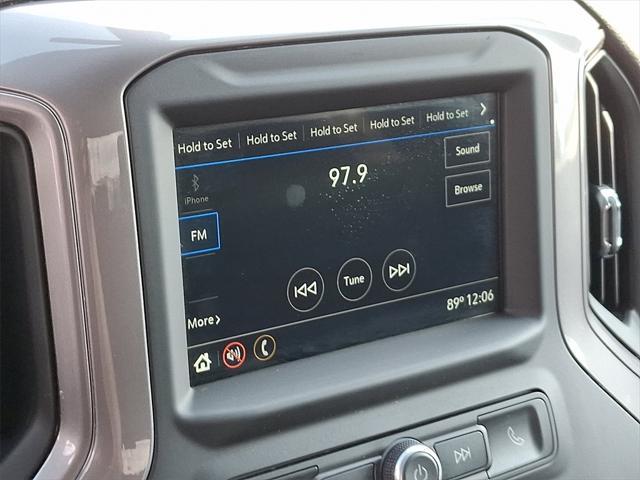 Hold to Set Hold to Set Hold to Set Hold to Set Hold to Set
97.9
Sound
iPhone
Browse
FM
Tune
More
89° 12:06